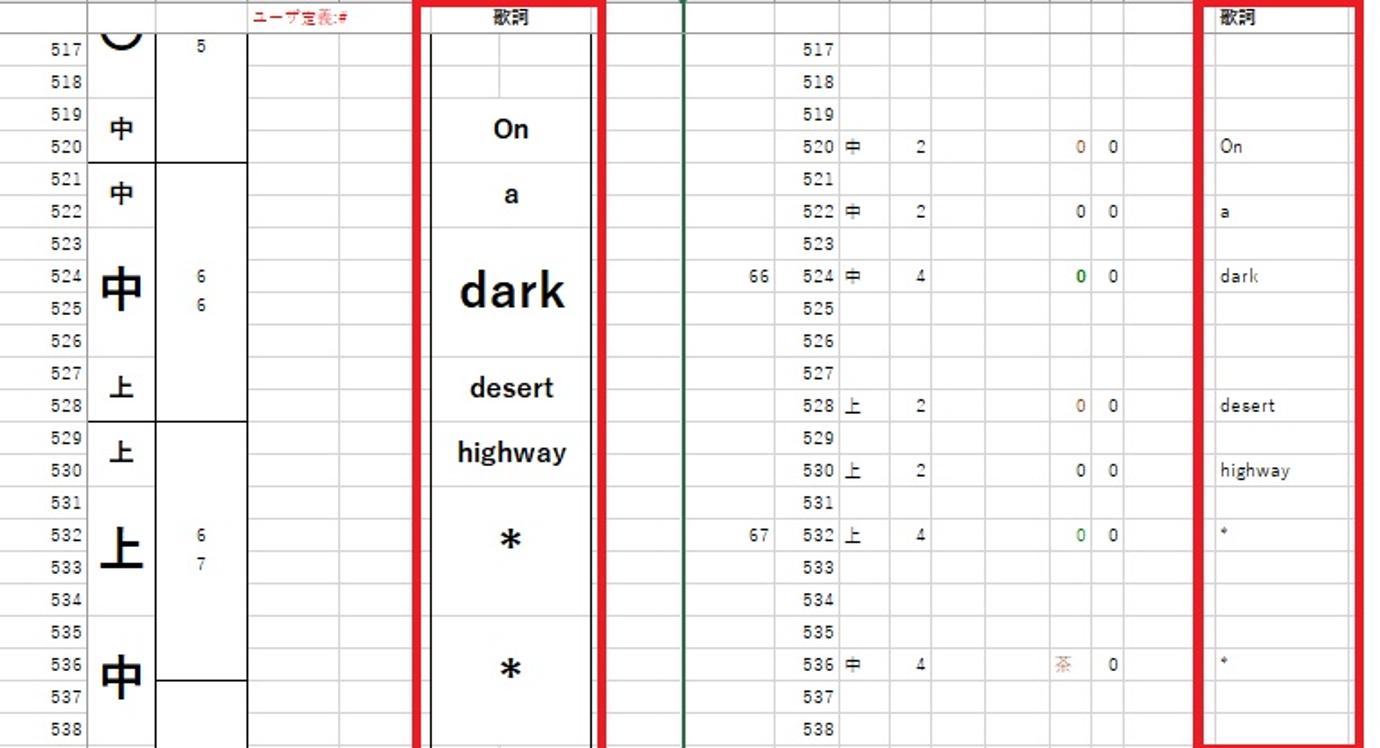 ユーザ定義:# 歌詞 歌詞
517 5 517
518 518
519 519
中 On
520 520 中 2 0 0 On
521 521
中 a
522 522 中 2 0 0 a
523 523
524 6 66 524 中 4 0 0 dark
中 dark
525 6 525
526 526
527 527
上 desert
528 528 上 2 0 0 desert
529 529
上 highway
530 530 上 2 0 0 highway
531 531
532 6 67 532 上 4 0 0 *
上 *
533 7 533
534 534
535 535
536 536 中 4 茶 0 *
中 *
537 537
538 538